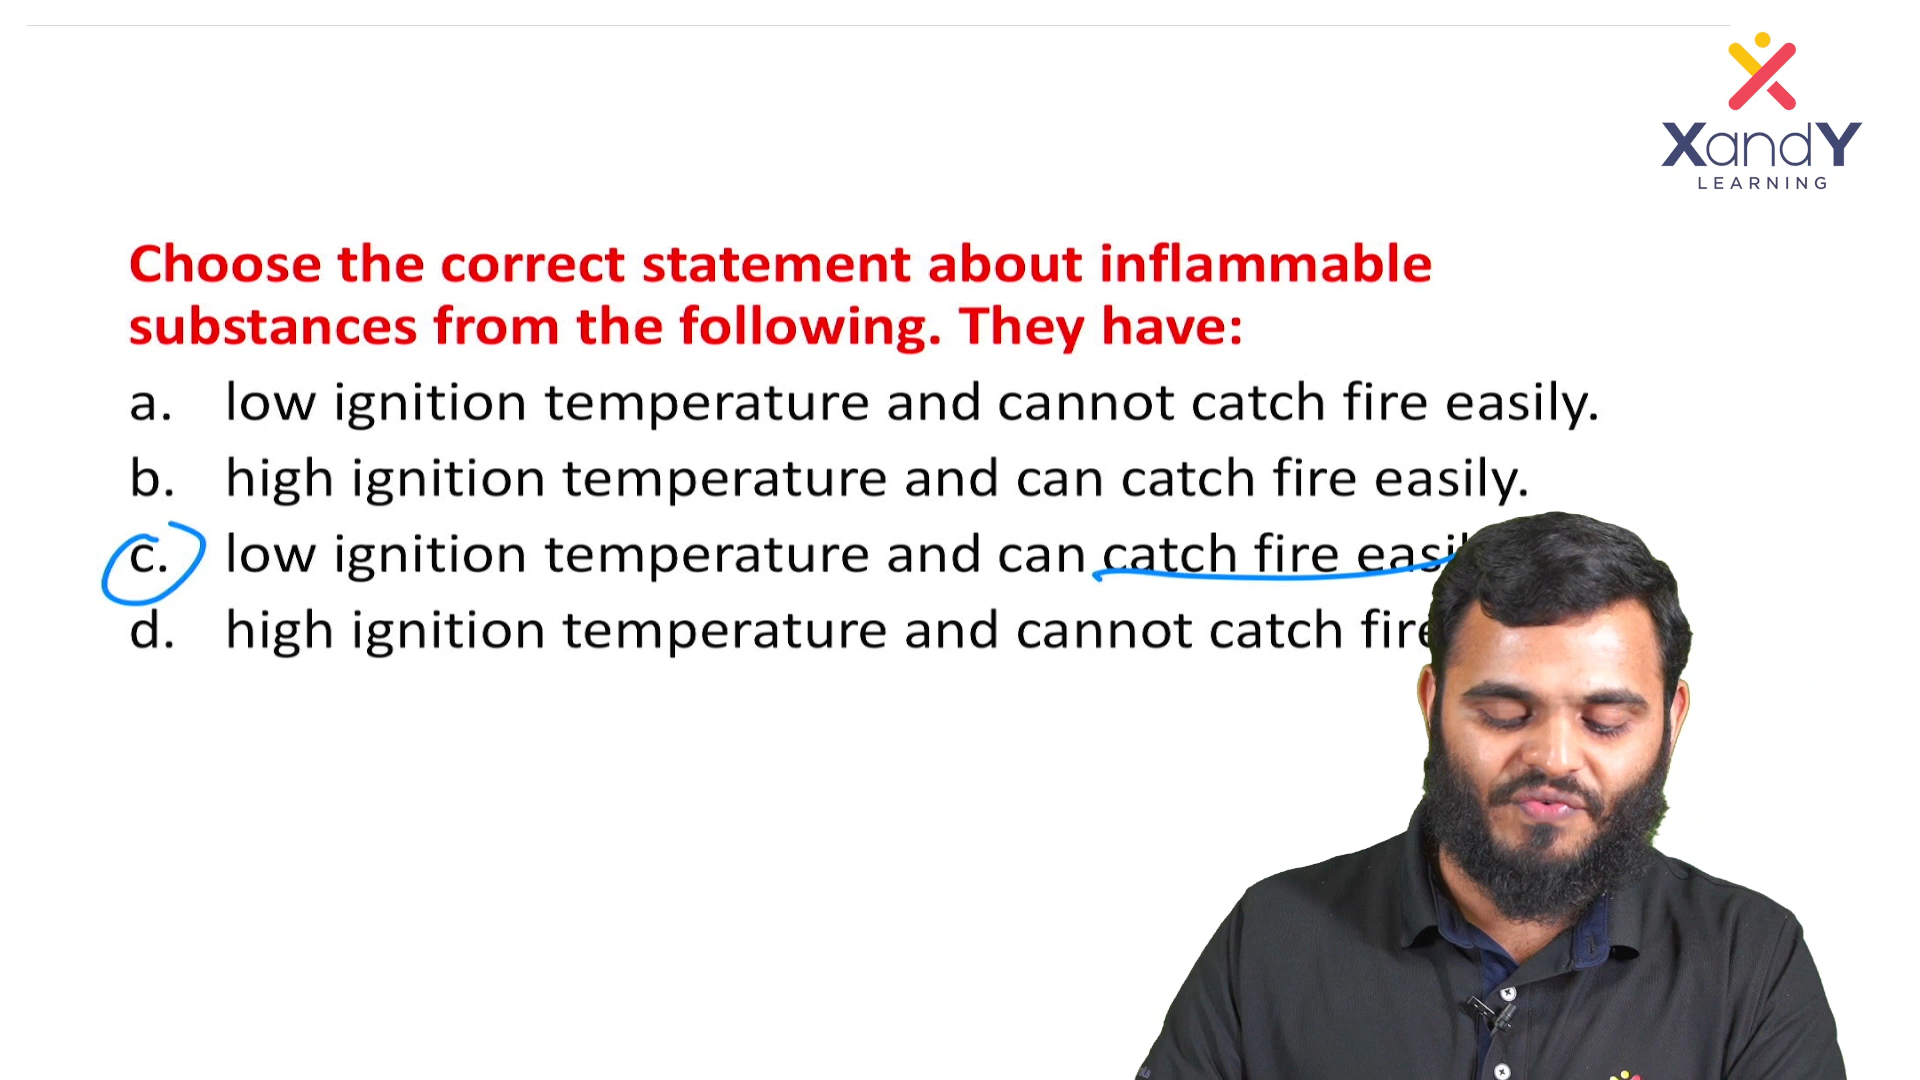 XandY
LEARNING
Choose the correct statement about inflammable
substances from the following. They have:
a. low ignition temperature and cannot catch fire easily.
b. high ignition temperature and can catch fire easily.
c. low ignition temperature and can catch fire
d. high ignition temperature and cannot catch